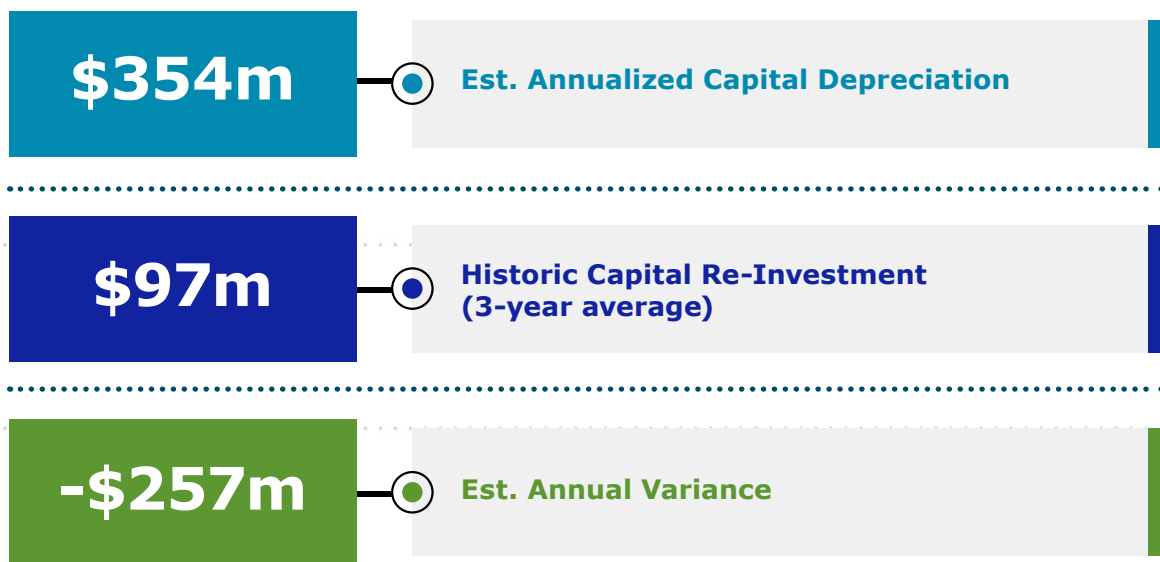 $354m
Est. Annualized Capital Depreciation
$97m
Historic Capital Re-Investment
(3-year average)
-$257m
Est. Annual Variance